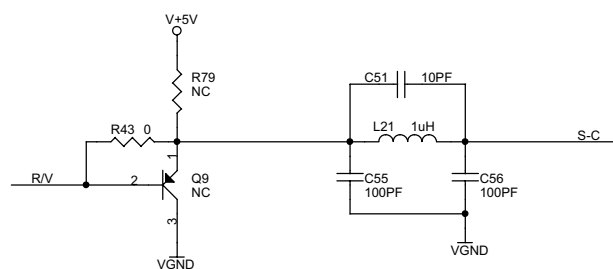 V+5V
R79
NC
C51 10PF
R43 0
L21 1uH
S-C
1
R/V
2
Q9
NC
C55
100PF
C56
100PF
3
VGND
VGND